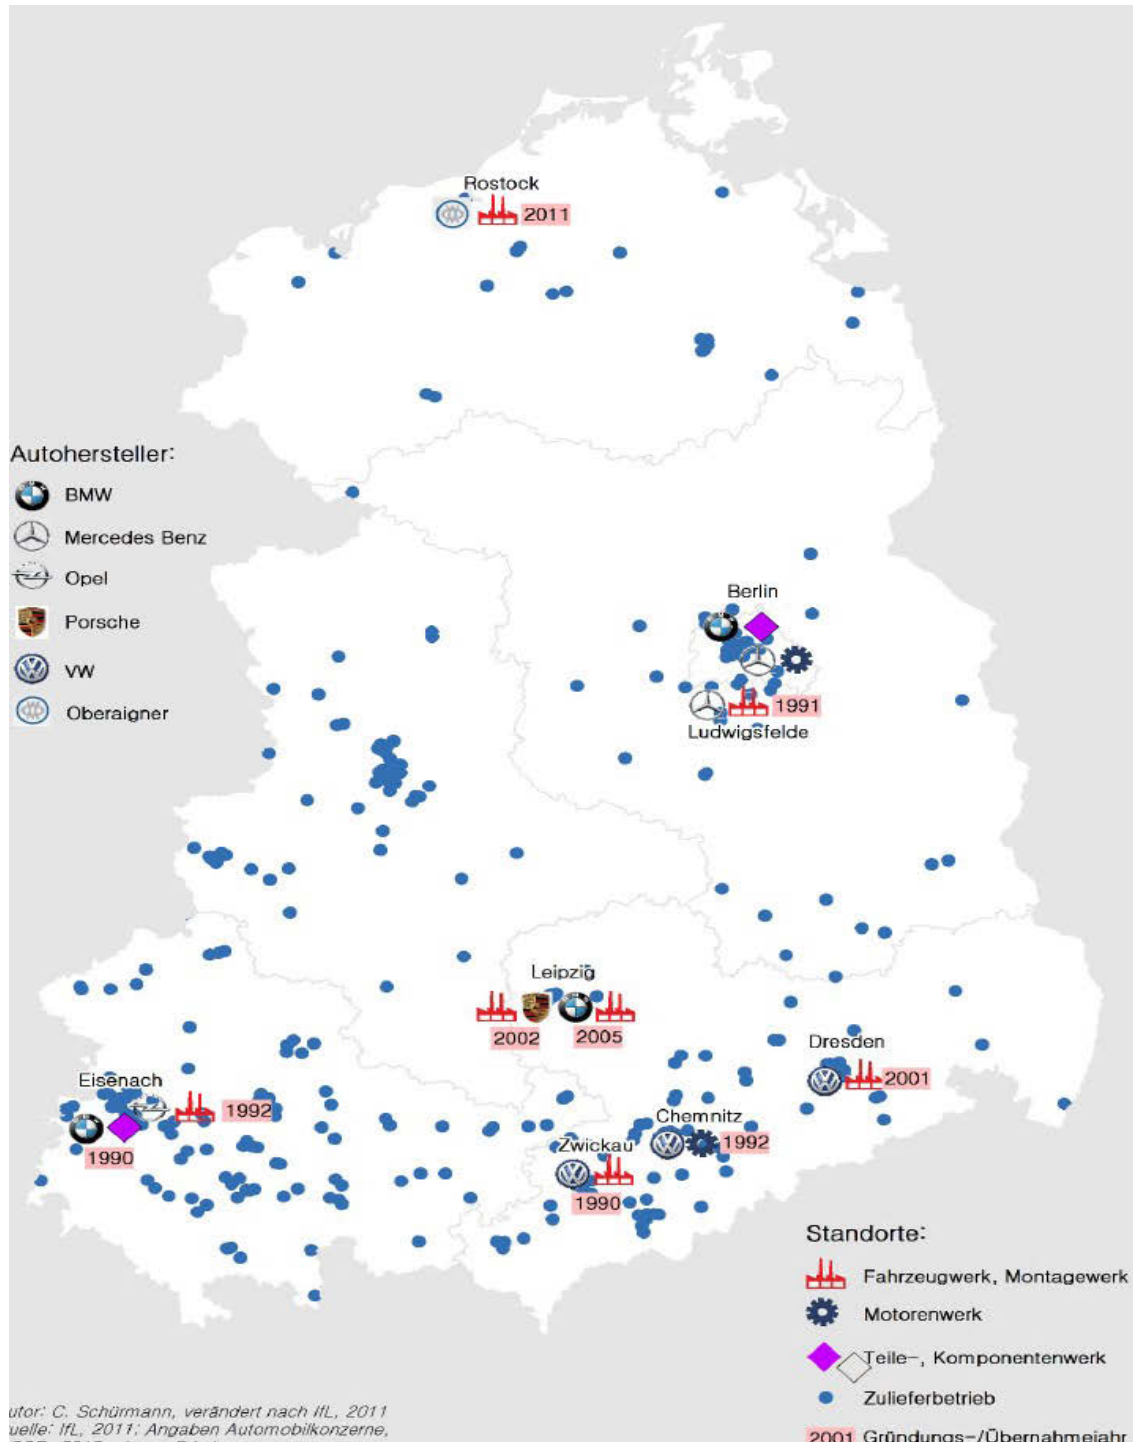 Rostock
2011
Autohersteller:
BMW
Mercedes Benz
Opel
Porsche
VW
Oberaigner
Berlin
1991
Ludwigsfelde
Leipzig
2002
2005
Dresden
2001
Eisenach
1992
1990
Chemnitz
1992
Zwickau
1990
Standorte:
Fahrzeugwerk, Montagewerk
Motorenwerk
Teile-, Komponentenwerk
Zulieferbetrieb
2001 Gründungs-/Übernahmejahr
utor: C. Schürmann, verändert nach IfL, 2011
uelle: IfL, 2011; Angaben Automobilkonzerne,